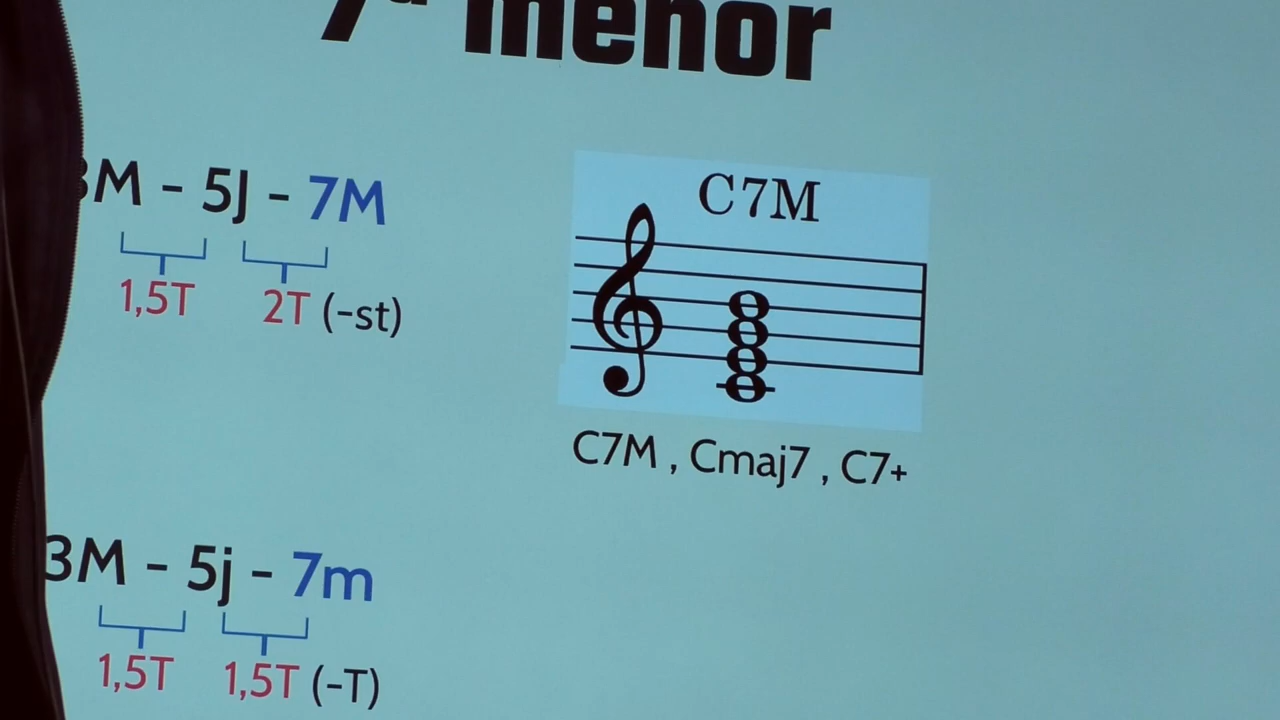 7ª menor
3M - 5J - 7M
1,5T 2T (-st)
C7M
C7M , Cmaj7 , C7+
3M - 5j - 7m
1,5T 1,5T (-T)